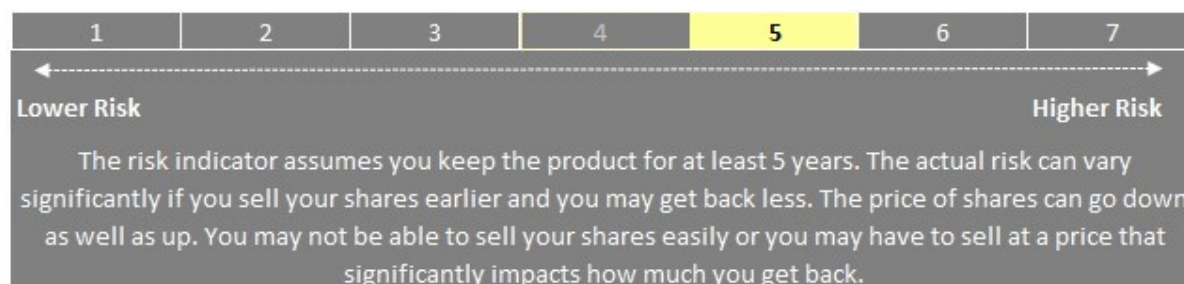 1 2 3 4 5 6 7
Lower Risk Higher Risk
The risk indicator assumes you keep the product for at least 5 years. The actual risk can vary
significantly if you sell your shares earlier and you may get back less. The price of shares can go down
as well as up. You may not be able to sell your shares easily or you may have to sell at a price that
significantly impacts how much you get back.